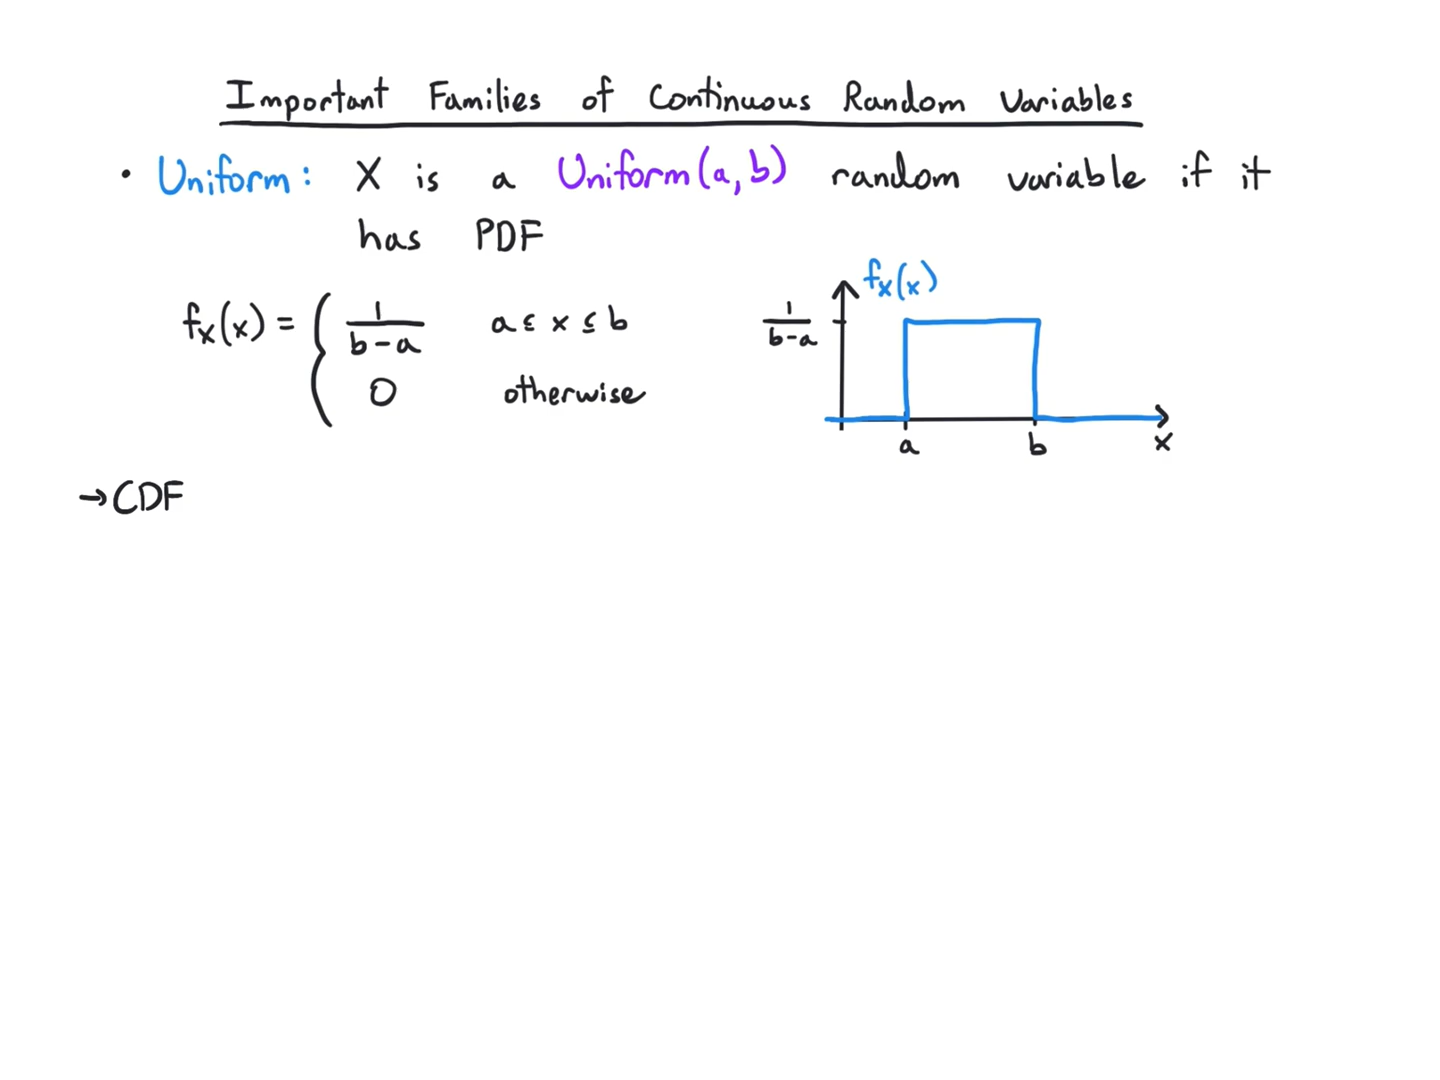 Important Families of Continuous Random Variables
• Uniform: X is a Uniform(a,b) random variable if it
has PDF
fx(x) = { 1/(b-a) a ≤ x ≤ b
0 otherwise
fx(x)
1/(b-a)
a b x
→ CDF